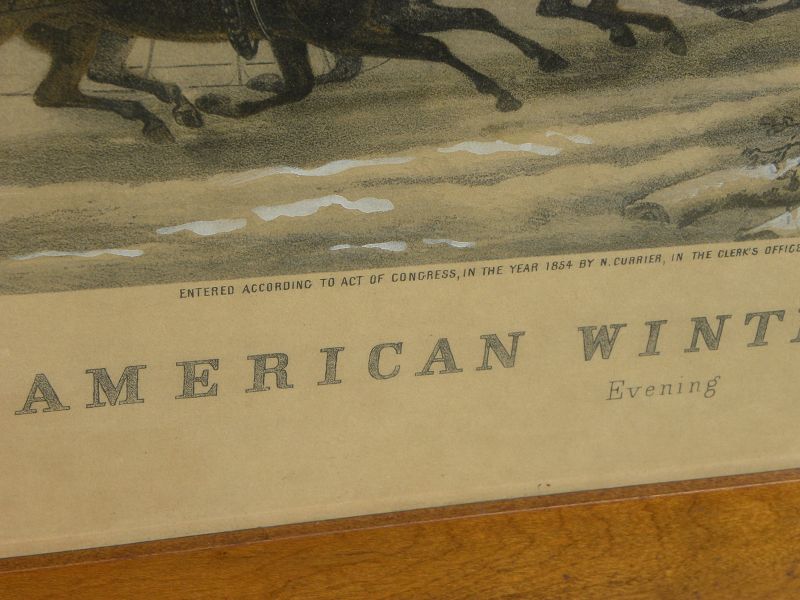 ENTERED ACCORDING TO ACT OF CONGRESS, IN THE YEAR 1854 BY N. CURRIER, IN THE CLERK'S OFFICE
AMERICAN WINT
Evening